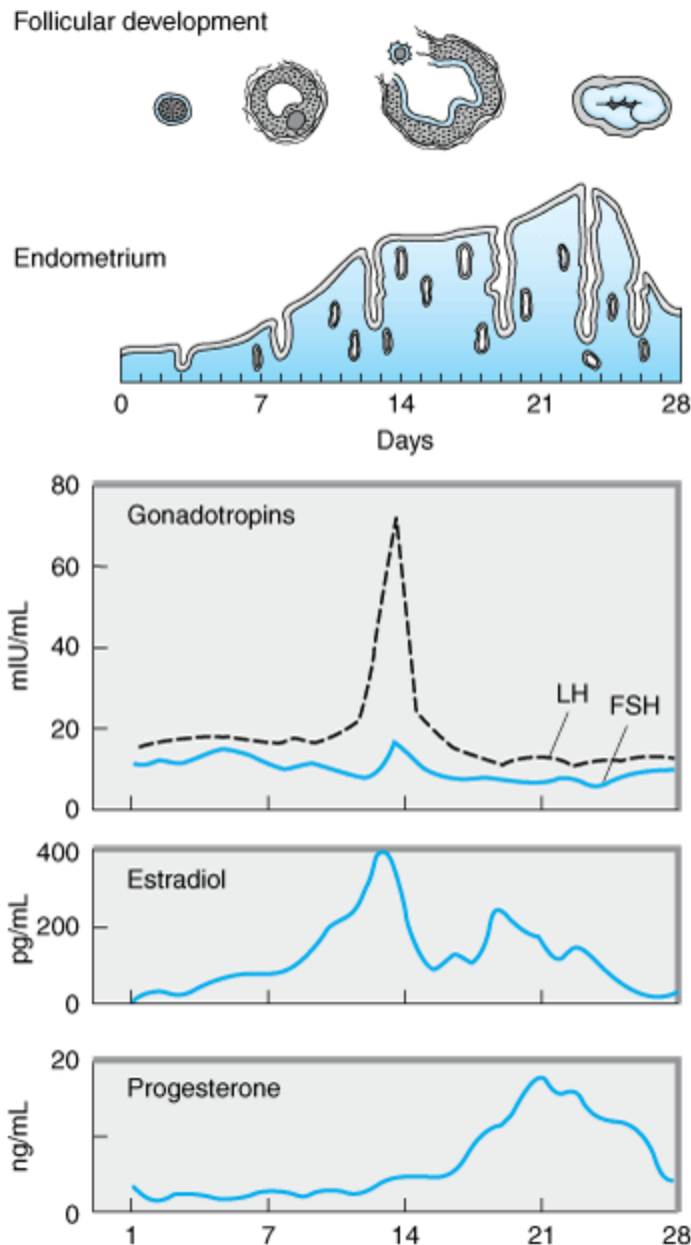 Follicular development
Endometrium
0 7 14 21 28
Days
80
Gonadotropins
60
mIU/mL
40
LH
FSH
20
0
400
Estradiol
pg/mL
200
0
20
Progesterone
ng/mL
0
1 7 14 21 28